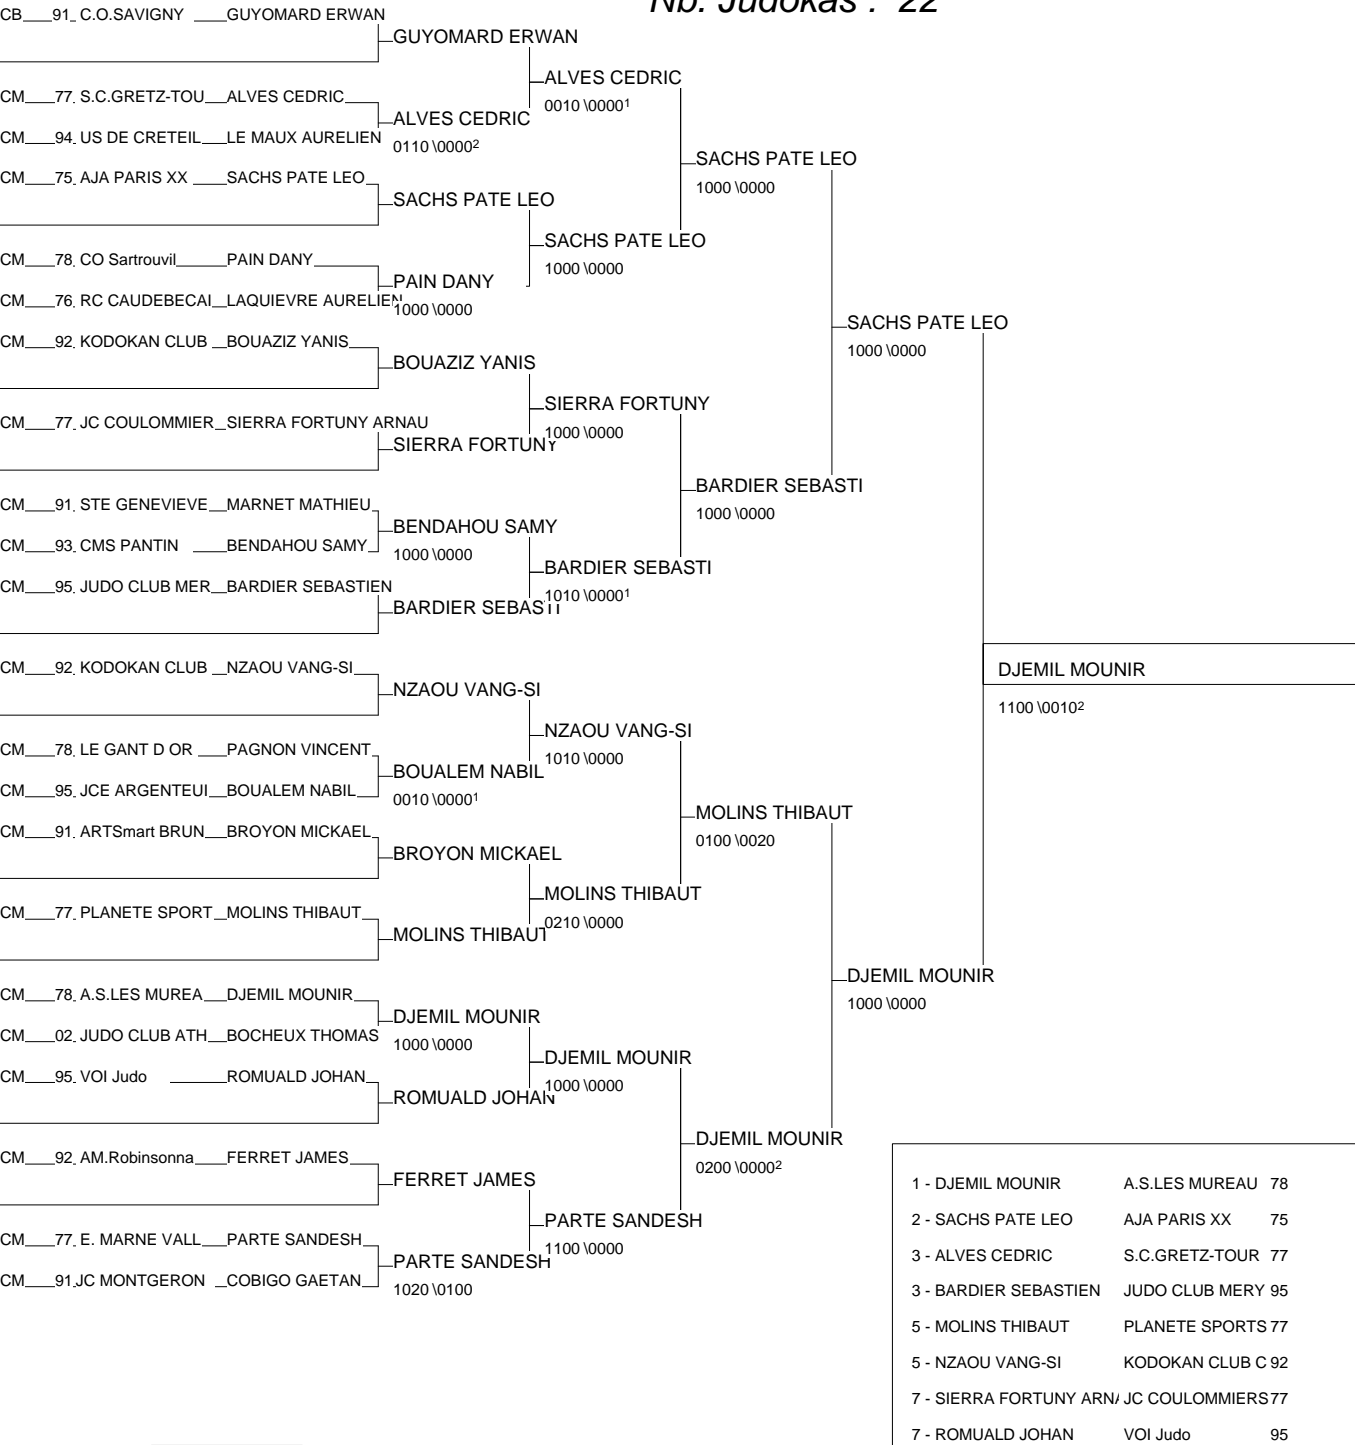 Nb. Judokas : 22
CB 91 C.O.SAVIGNY GUYOMARD ERWAN
GUYOMARD ERWAN
ALVES CEDRIC
0010 \0000¹
CM 77 S.C.GRETZ-TOU ALVES CEDRIC
ALVES CEDRIC
0110 \0000²
CM 94 US DE CRETEIL LE MAUX AURELIEN
SACHS PATE LEO
1000 \0000
CM 75 AJA PARIS XX SACHS PATE LEO
SACHS PATE LEO
SACHS PATE LEO
1000 \0000
CM 78 CO Sartrouvil PAIN DANY
PAIN DANY
1000 \0000
CM 76 RC CAUDEBECAI LAQUIEVRE AURELIEN
SACHS PATE LEO
1000 \0000
CM 92 KODOKAN CLUB BOUAZIZ YANIS
BOUAZIZ YANIS
SIERRA FORTUNY
1000 \0000
CM 77 JC COULOMMIER SIERRA FORTUNY ARNAU
SIERRA FORTUNY
BARDIER SEBASTI
1000 \0000
CM 91 STE GENEVIEVE MARNET MATHIEU
BENDAHOU SAMY
1000 \0000
CM 93 CMS PANTIN BENDAHOU SAMY
BARDIER SEBASTI
1010 \0000¹
CM 95 JUDO CLUB MER BARDIER SEBASTIEN
BARDIER SEBASTI
CM 92 KODOKAN CLUB NZAOU VANG-SI
DJEMIL MOUNIR
1100 \0010²
NZAOU VANG-SI
NZAOU VANG-SI
1010 \0000
CM 78 LE GANT D OR PAGNON VINCENT
BOUALEM NABIL
0010 \0000¹
CM 95 JCE ARGENTEUI BOUALEM NABIL
MOLINS THIBAUT
0100 \0020
CM 91 ARTSmart BRUN BROYON MICKAEL
BROYON MICKAEL
MOLINS THIBAUT
0210 \0000
CM 77 PLANETE SPORT MOLINS THIBAUT
MOLINS THIBAUT
DJEMIL MOUNIR
1000 \0000
CM 78 A.S.LES MUREA DJEMIL MOUNIR
DJEMIL MOUNIR
1000 \0000
CM 02 JUDO CLUB ATH BOCHEUX THOMAS
DJEMIL MOUNIR
1000 \0000
CM 95 VOI Judo ROMUALD JOHAN
ROMUALD JOHAN
DJEMIL MOUNIR
0200 \0000²
CM 92 AM.Robinsonna FERRET JAMES
FERRET JAMES
PARTE SANDESH
1100 \0000
CM 77 E. MARNE VALL PARTE SANDESH
PARTE SANDESH
1020 \0100
CM 91 JC MONTGERON COBIGO GAETAN
1 - DJEMIL MOUNIR A.S.LES MUREAU 78
2 - SACHS PATE LEO AJA PARIS XX 75
3 - ALVES CEDRIC S.C.GRETZ-TOUR 77
3 - BARDIER SEBASTIEN JUDO CLUB MERY 95
5 - MOLINS THIBAUT PLANETE SPORTS 77
5 - NZAOU VANG-SI KODOKAN CLUB C 92
7 - SIERRA FORTUNY ARNA JC COULOMMIERS 77
7 - ROMUALD JOHAN VOI Judo 95